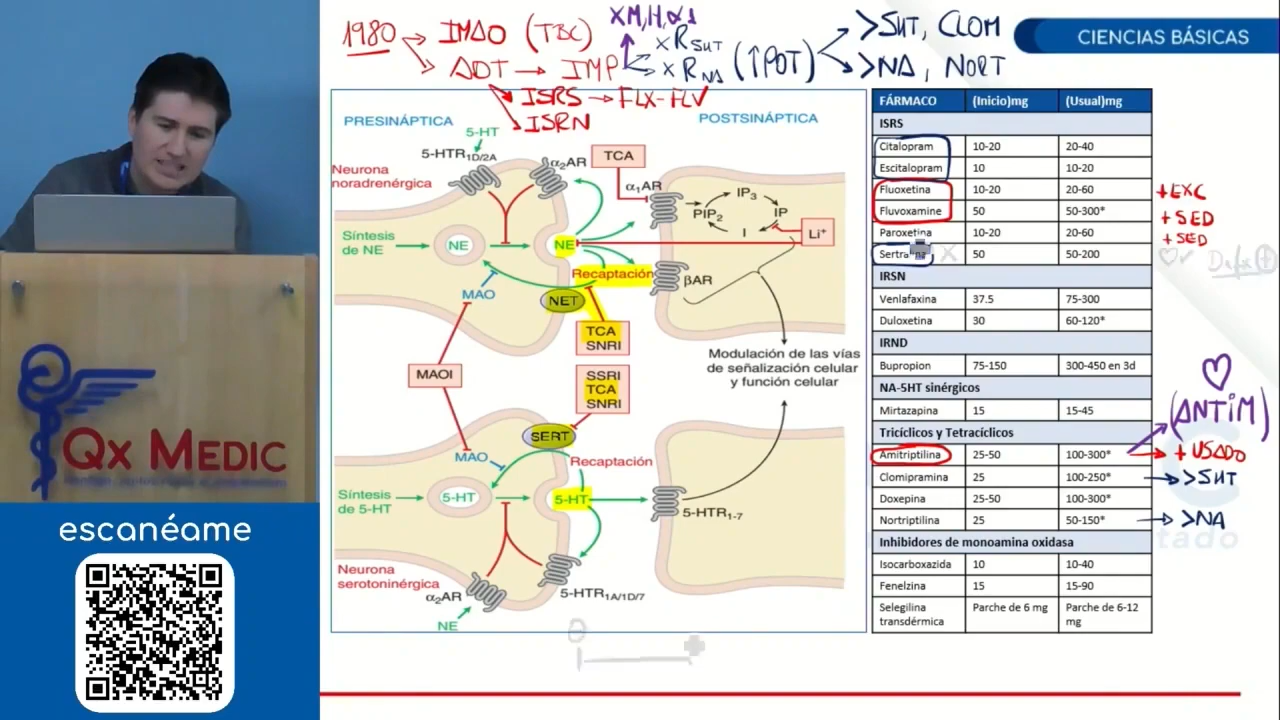 CIENCIAS BÁSICAS
1980 → IMAO (TBC)
ADT → IMP
XM, H, α1
x R SUT
x R NA (↑POT)
>SUT, CLOM
>NA, NORT
ISRS → FLX-FLV
ISRN
PRESINÁPTICA
POSTSINÁPTICA
5-HT
5-HTR1D/2A
α2AR
TCA
α1AR
Neurona
noradrenérgica
IP3
PIP2
IP
I
Li+
Síntesis
de NE
NE
NE
Recaptación
βAR
MAO
NET
TCA
SNRI
Modulación de las vías
de señalización celular
y función celular
MAOI
SSRI
TCA
SNRI
SERT
MAO
Recaptación
Síntesis
de 5-HT
5-HT
5-HT
5-HTR1-7
Neurona
serotoninérgica
α2AR
5-HTR1A/1D/7
NE
FÁRMACO (Inicio)mg (Usual)mg
ISRS
Citalopram 10-20 20-40
Escitalopram 10 10-20
Fluoxetina 10-20 20-60
Fluvoxamine 50 50-300*
Paroxetina 10-20 20-60
50 50-200
IRSN
Venlafaxina 37.5 75-300
Duloxetina 30 60-120*
IRND
Bupropion 75-150 300-450 en 3d
NA-5HT sinérgicos
Mirtazapina 15 15-45
Tricíclicos y Tetracíclicos
Amitriptilina 25-50 100-300*
Clomipramina 25 100-250*
Doxepina 25-50 100-300*
Nortriptilina 25 50-150*
Inhibidores de monoamina oxidasa
Isocarboxazida 10 10-40
Fenelzina 15 15-90
Selegilina transdérmica Parche de 6 mg Parche de 6-12 mg
+ EXC
+ SED
+ SED
(ANTIM)
+ USADO
>SUT
>NA
Qx MEDIC
escanéame